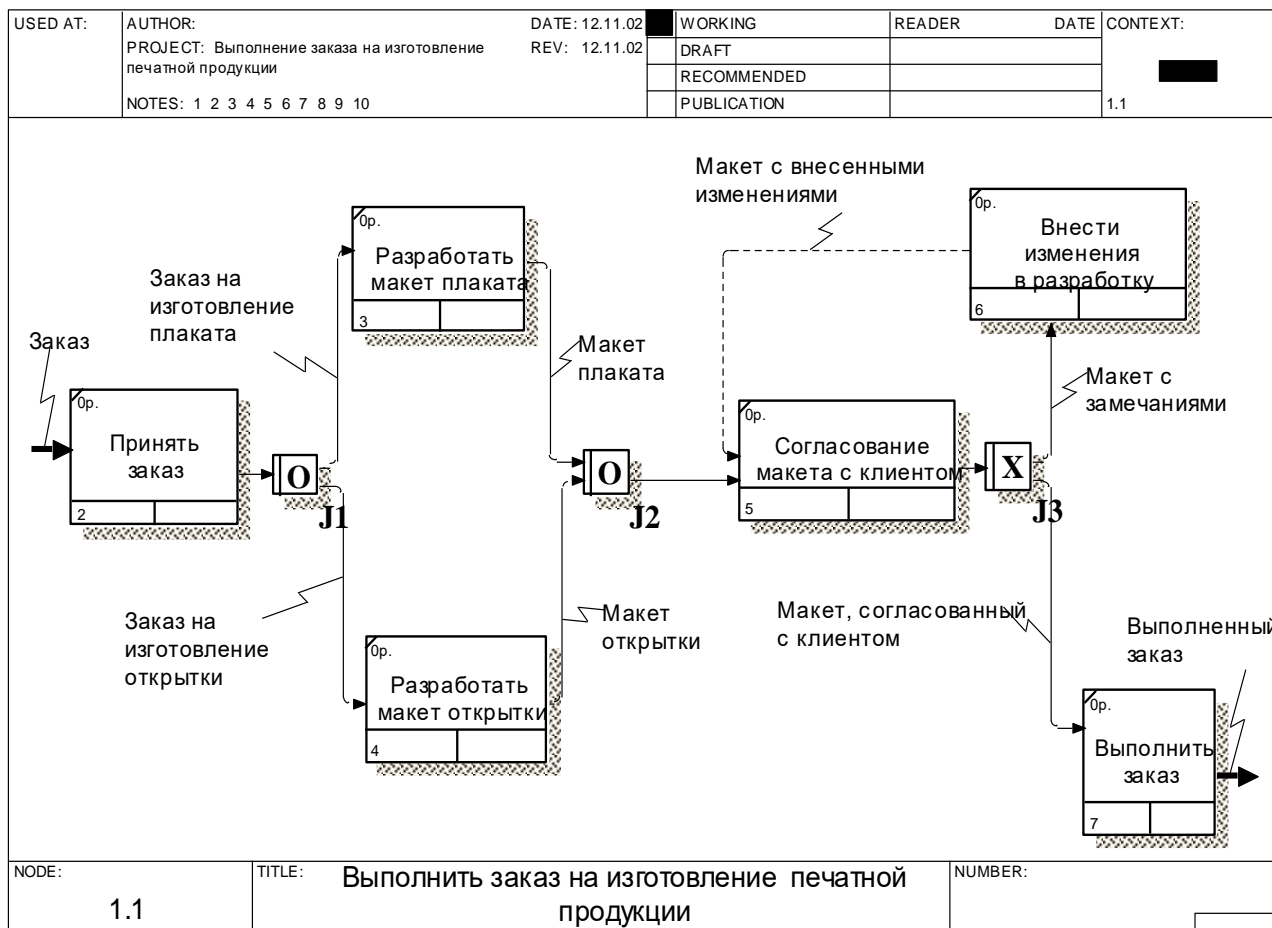 USED AT:
AUTHOR:
DATE: 12.11.02
PROJECT: Выполнение заказа на изготовление
печатной продукции
REV: 12.11.02
NOTES: 1 2 3 4 5 6 7 8 9 10
WORKING
DRAFT
RECOMMENDED
PUBLICATION
READER
DATE
CONTEXT:
1.1
Заказ
0р.
Принять
заказ
2
O
J1
Заказ на
изготовление
плаката
0р.
Разработать
макет плаката
3
Макет
плаката
Заказ на
изготовление
открытки
0р.
Разработать
макет открытки
4
Макет
открытки
O
J2
Макет с внесенными
изменениями
0р.
Согласование
макета с клиентом
5
X
J3
0р.
Внести
изменения
в разработку
6
Макет с
замечаниями
Макет, согласованный
с клиентом
Выполненный
заказ
0р.
Выполнить
заказ
7
NODE:
1.1
TITLE:
Выполнить заказ на изготовление печатной
продукции
NUMBER: